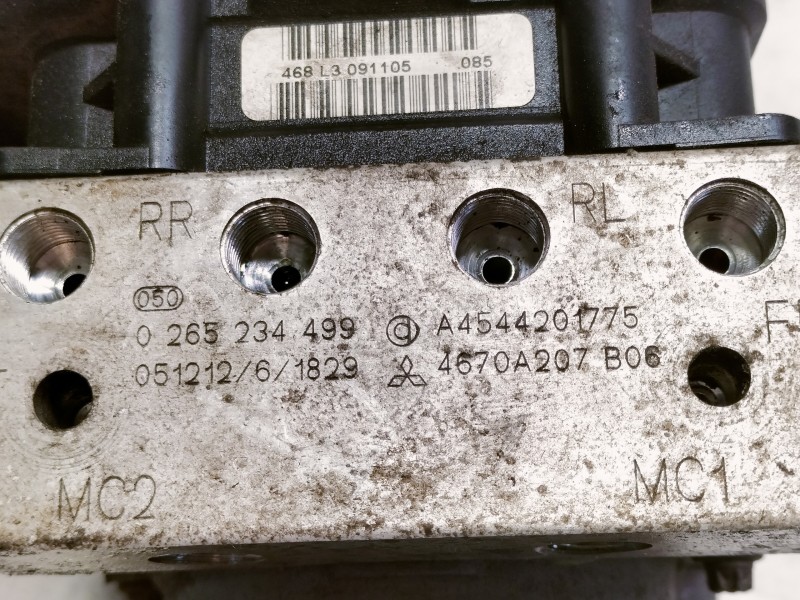 468 L3 091105 085
RR RL
050
0 265 234 499 A4544201775
051212/6/1829 4670A207 B06
MC2 MC1